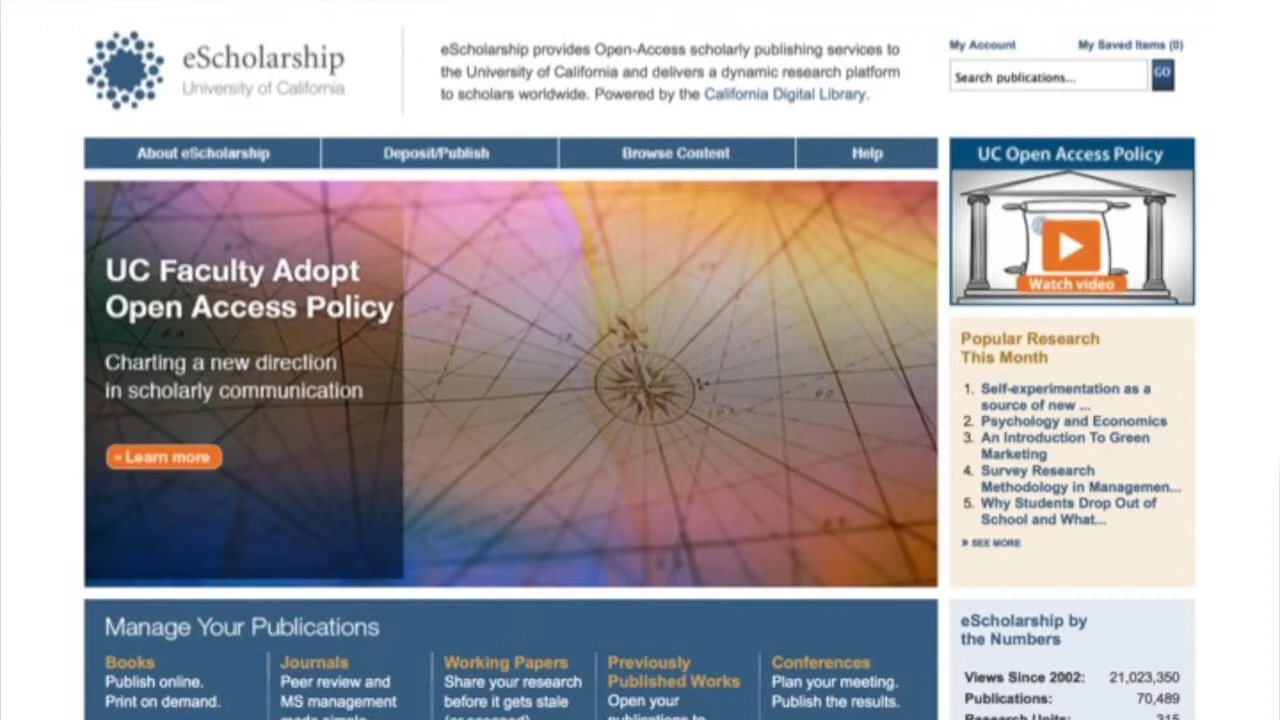 eScholarship
University of California
eScholarship provides Open-Access scholarly publishing services to
the University of California and delivers a dynamic research platform
to scholars worldwide. Powered by the California Digital Library.
My Account
My Saved Items (0)
Search publications...
GO
About eScholarship
Deposit/Publish
Browse Content
Help
UC Faculty Adopt
Open Access Policy
Charting a new direction
in scholarly communication
» Learn more
UC Open Access Policy
Watch video
Popular Research
This Month
1. Self-experimentation as a
source of new ...
2. Psychology and Economics
3. An Introduction To Green
Marketing
4. Survey Research
Methodology in Managemen...
5. Why Students Drop Out of
School and What...
» SEE MORE
Manage Your Publications
Books
Publish online.
Print on demand.
Journals
Peer review and
MS management
made simple
Working Papers
Share your research
before it gets stale
Previously
Published Works
Open your
publications to
Conferences
Plan your meeting.
Publish the results.
eScholarship by
the Numbers
Views Since 2002: 21,023,350
Publications: 70,489
Research Units: 315